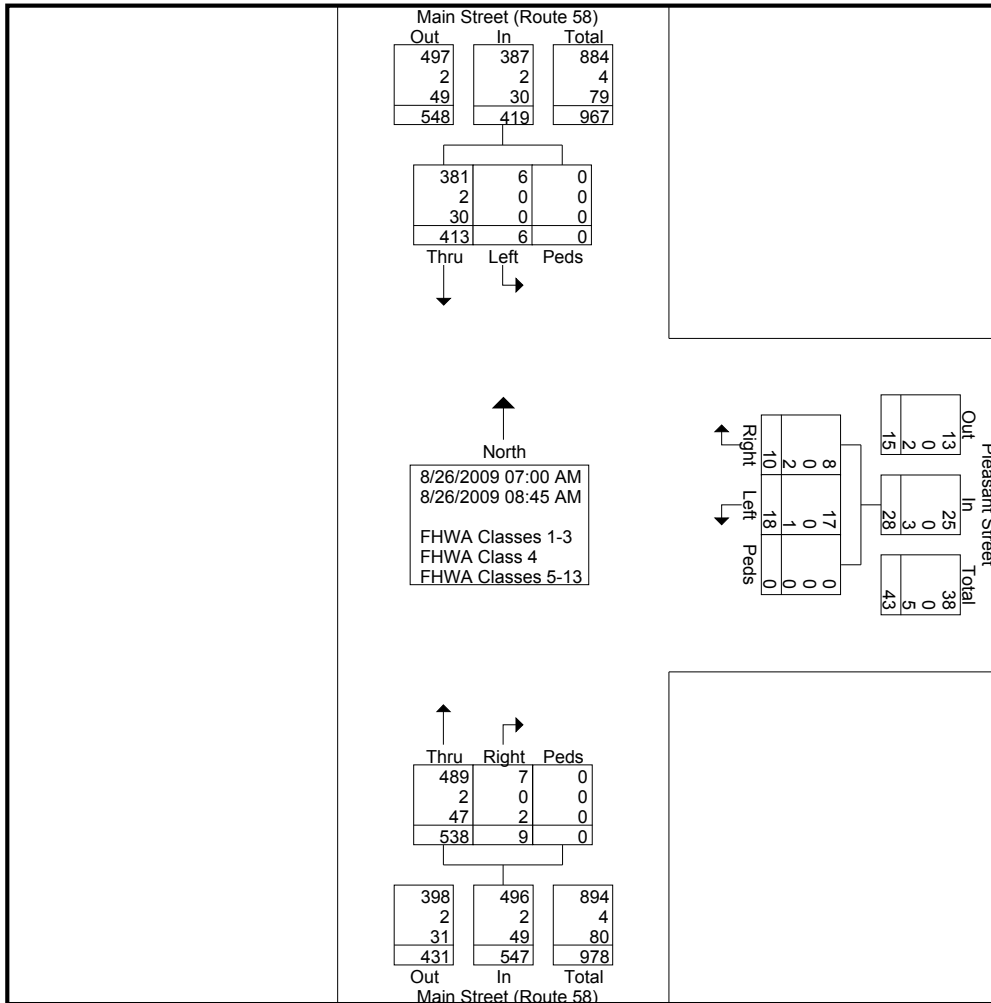 Main Street (Route 58)
Out In Total
497 387 884
2 2 4
49 30 79
548 419 967
381 6 0
2 0 0
30 0 0
413 6 0
Thru Left Peds
North
8/26/2009 07:00 AM
8/26/2009 08:45 AM
FHWA Classes 1-3
FHWA Class 4
FHWA Classes 5-13
Pleasant Street
Out In Total
13 25 38
0 0 0
2 3 5
15 28 43
8 17 0
0 0 0
2 1 0
10 18 0
Right Left Peds
Thru Right Peds
489 7 0
2 0 0
47 2 0
538 9 0
398 496 894
2 2 4
31 49 80
431 547 978
Out In Total
Main Street (Route 58)